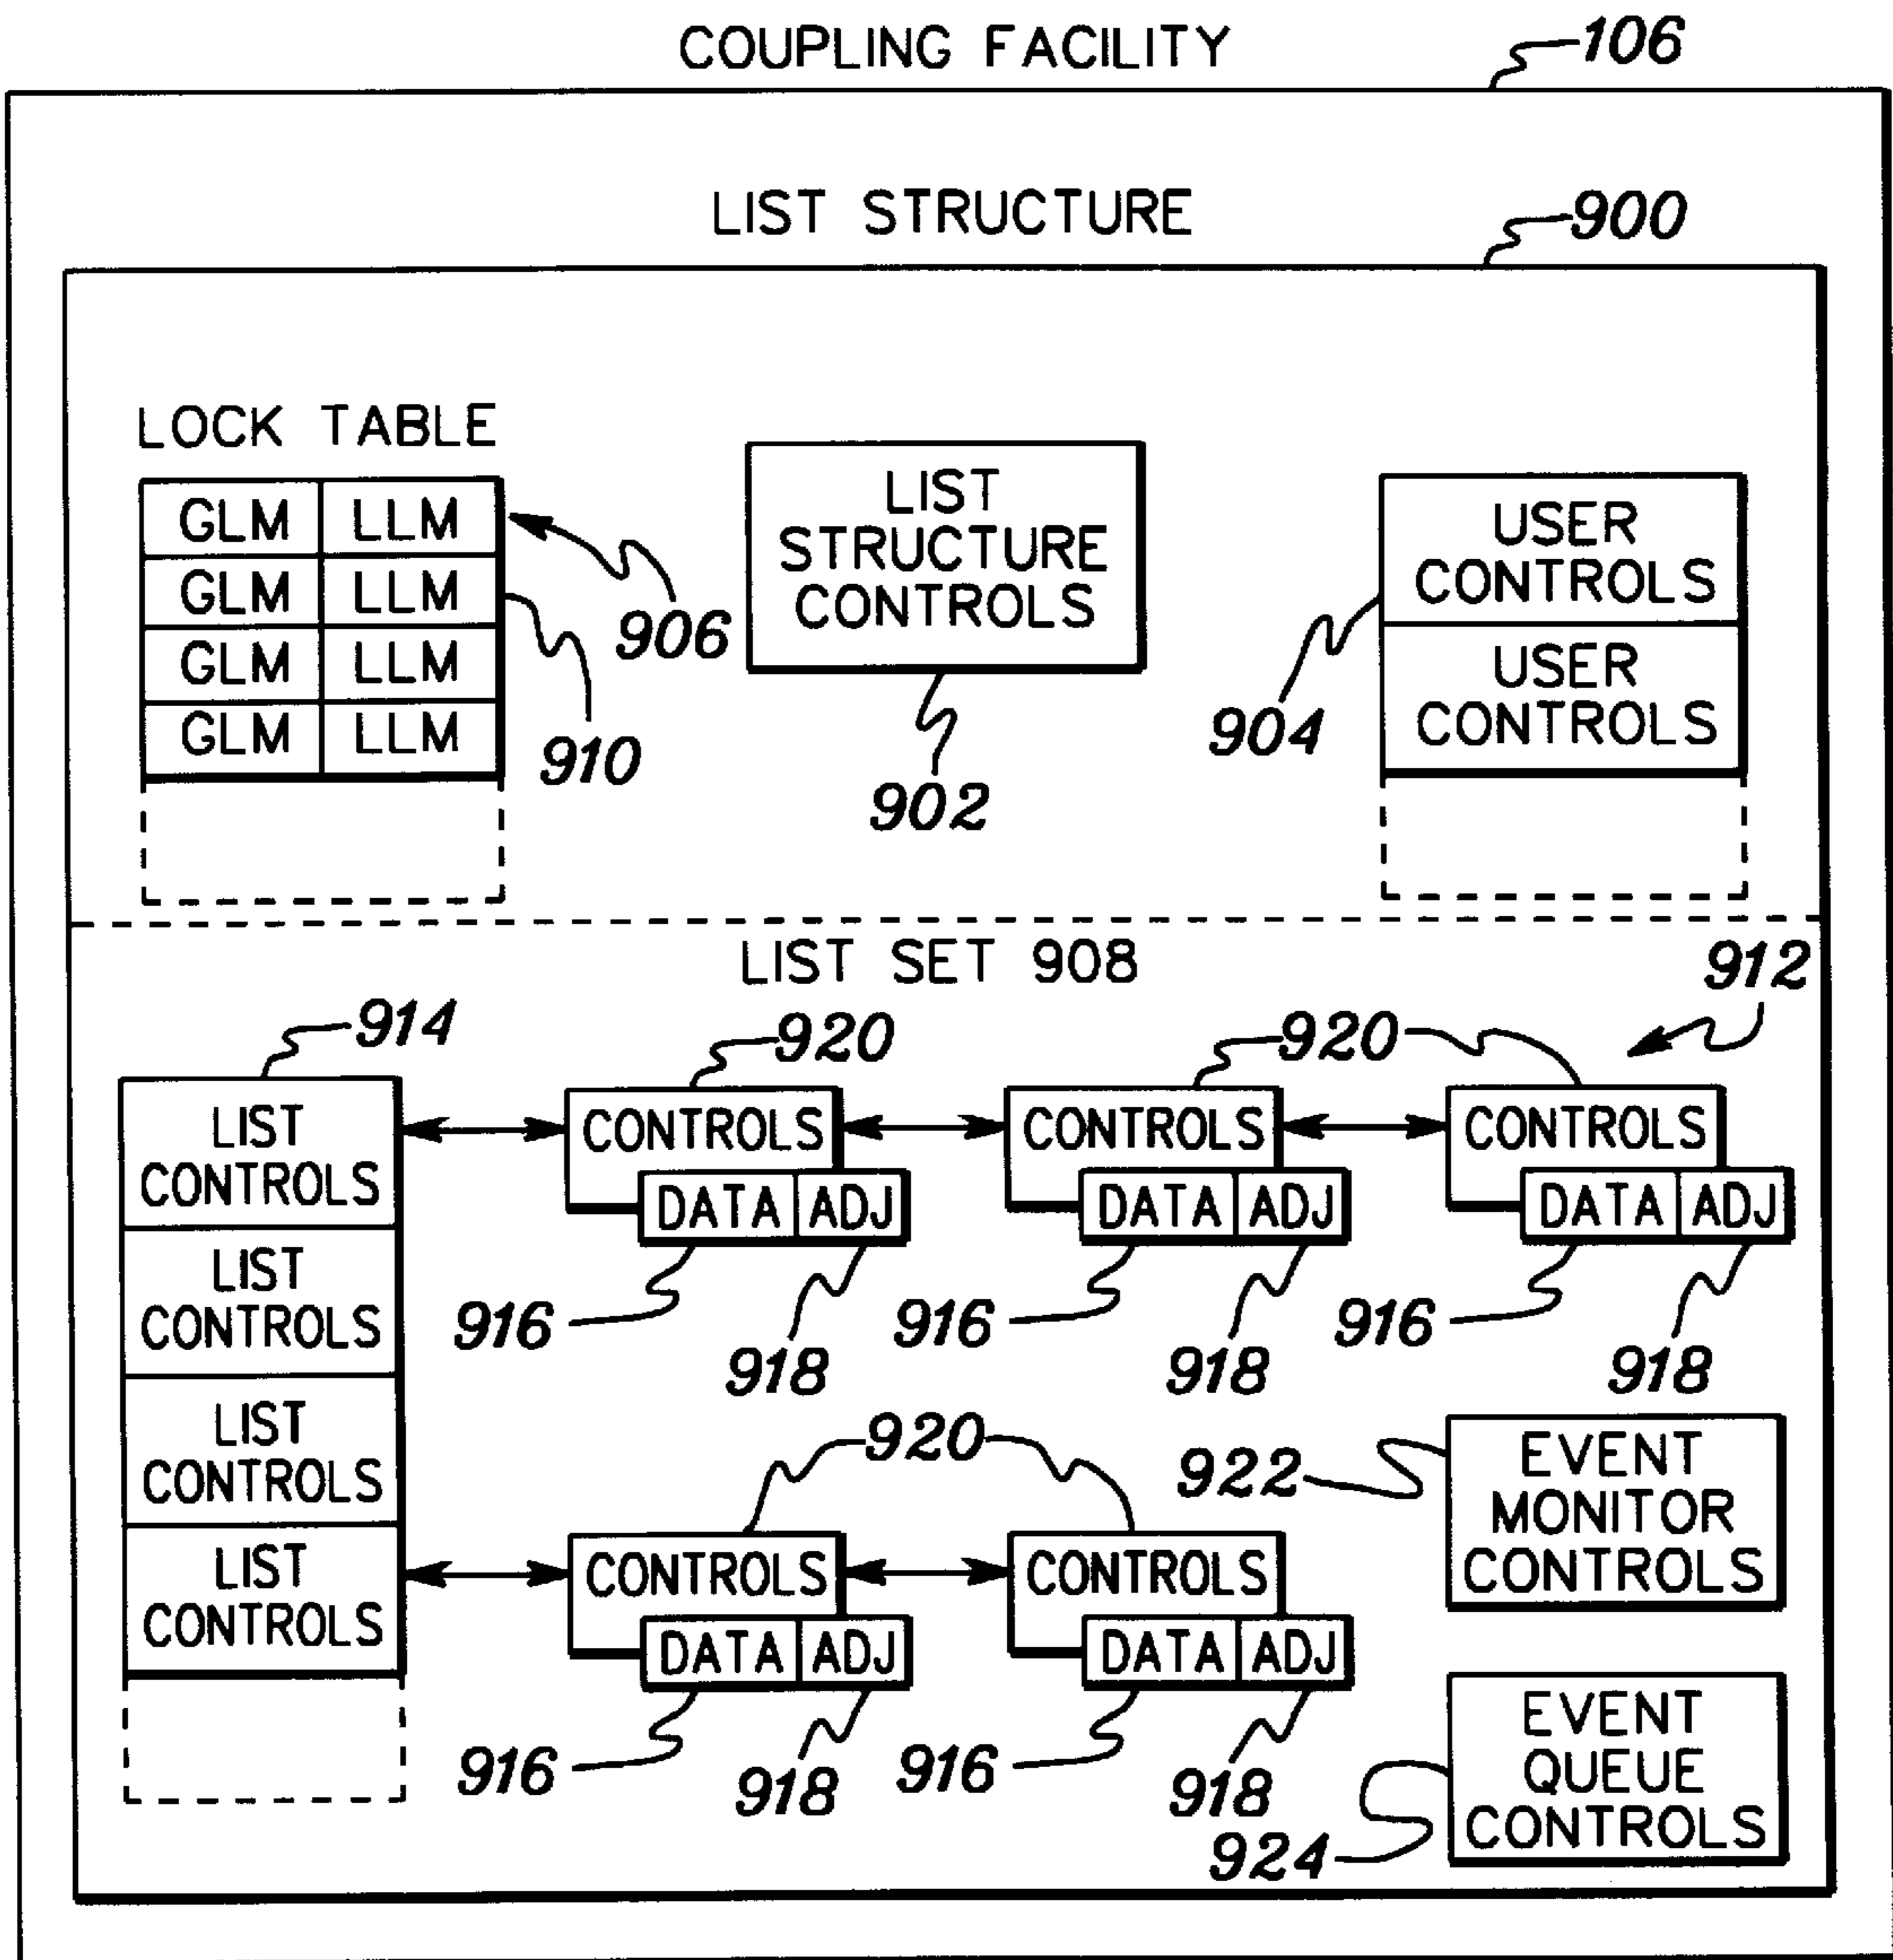 COUPLING FACILITY
106
LIST STRUCTURE
900
LOCK TABLE
GLM LLM
GLM LLM
GLM LLM
GLM LLM
906
910
LIST
STRUCTURE
CONTROLS
902
USER
CONTROLS
USER
CONTROLS
904
LIST SET 908
912
914
920
920
LIST
CONTROLS
CONTROLS
DATA ADJ
CONTROLS
DATA ADJ
CONTROLS
DATA ADJ
916
918
916
918
916
918
LIST
CONTROLS
LIST
CONTROLS
920
922
EVENT
MONITOR
CONTROLS
LIST
CONTROLS
CONTROLS
DATA ADJ
CONTROLS
DATA ADJ
916
918
916
918
EVENT
QUEUE
CONTROLS
924